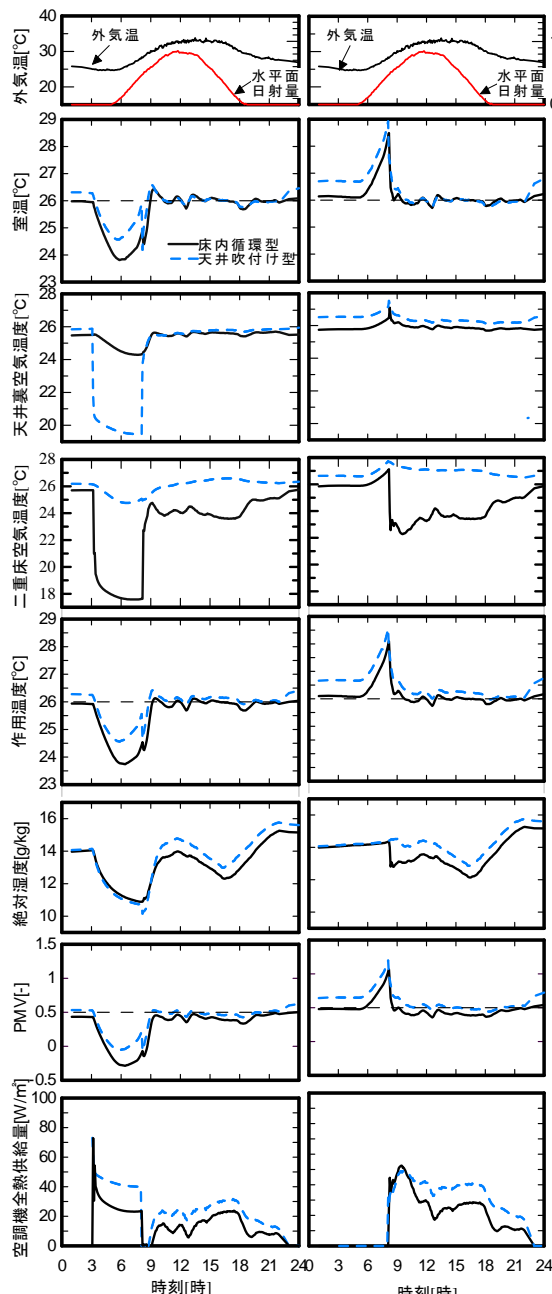 外気温[℃]
40
30
20
外気温
水平面
日射量
外気温
水平面
日射量
室温[℃]
29
28
27
26
25
24
23
床内循環型
天井吹付け型
天井裏空気温度[℃]
28
26
24
22
20
二重床空気温度[℃]
28
26
24
22
20
18
作用温度[℃]
29
28
27
26
25
24
23
絶対湿度[g/kg]
16
14
12
10
PMV[-]
1.5
1
0.5
0
0.5
空調機全熱供給量[W/㎡]
100
80
60
40
20
0
0 3 6 9 12 15 18 21 24
時刻[時]
0 3 6 9 12 15 18 21 24
時刻[時]